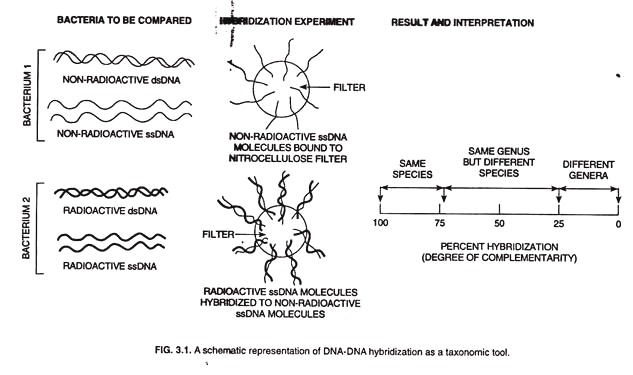 BACTERIA TO BE COMPARED
HYBRIDIZATION EXPERIMENT
RESULT AND INTERPRETATION
BACTERIUM 1
NON-RADIOACTIVE dsDNA
NON-RADIOACTIVE ssDNA
FILTER
NON-RADIOACTIVE ssDNA
MOLECULES BOUND TO
NITROCELLULOSE FILTER
BACTERIUM 2
RADIOACTIVE dsDNA
RADIOACTIVE ssDNA
FILTER
RADIOACTIVE ssDNA MOLECULES
HYBRIDIZED TO NON-RADIOACTIVE
ssDNA MOLECULES
SAME
SPECIES
SAME GENUS
BUT DIFFERENT
SPECIES
DIFFERENT
GENERA
100 75 50 25 0
PERCENT HYBRIDIZATION
(DEGREE OF COMPLEMENTARITY)
FIG. 3.1. A schematic representation of DNA-DNA hybridization as a taxonomic tool.